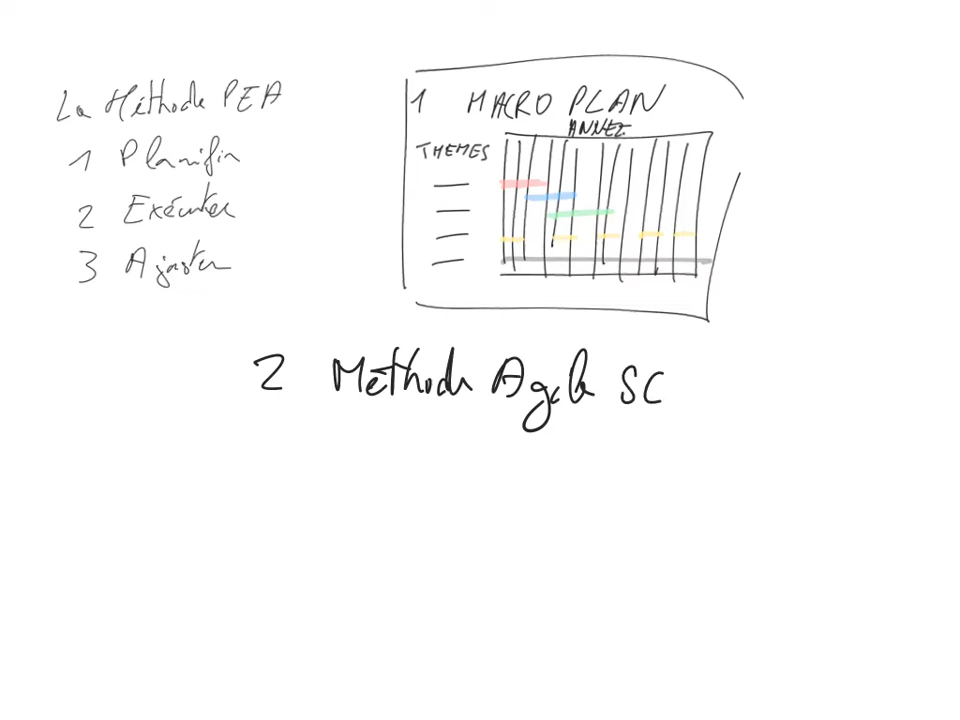 La Méthode PEA
1 Planifier
2 Exécuter
3 Ajuster
1 MACRO PLAN
ANNEE
THEMES
2 Méthode Agile SC